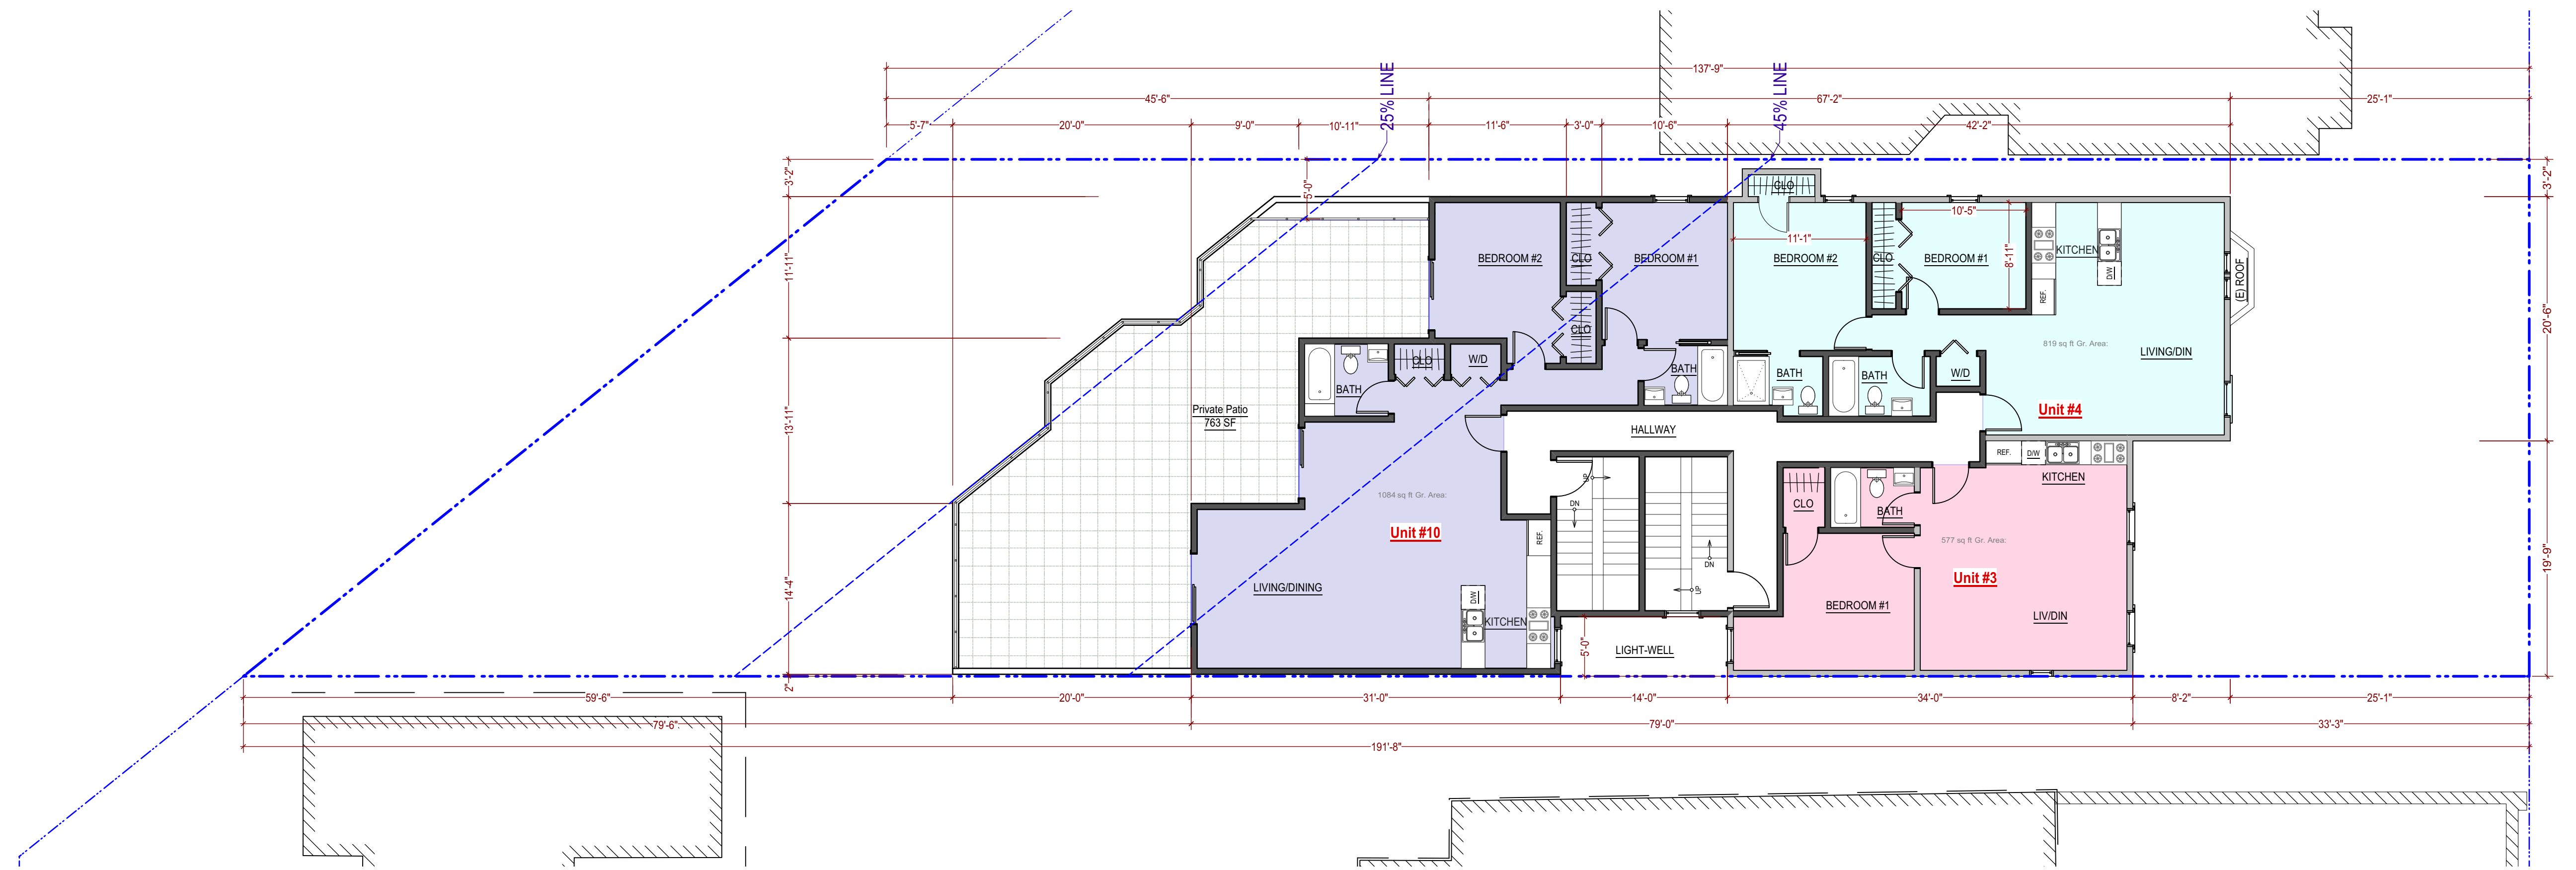 137'-9"
45'-6"
67'-2"
25'-1"
5'-7"
20'-0"
9'-0"
10'-11"
25% LINE
11'-6"
3'-0"
10'-6"
45% LINE
42'-2"
3'-2"
3'-2"
5'-0"
CLO
10'-5"
11'-11"
BEDROOM #2
CLO
BEDROOM #1
11'-1"
BEDROOM #2
CLO
BEDROOM #1
8'-11"
KITCHEN
D/W
REF.
(E) ROOF
20'-6"
CLO
819 sq ft Gr. Area:
LIVING/DIN
W/D
CLO
BATH
BATH
BATH
BATH
W/D
Private Patio
763 SF
13'-11"
Unit #4
HALLWAY
REF.
D/W
KITCHEN
UP
DN
1084 sq ft Gr. Area:
CLO
BATH
Unit #10
REF.
577 sq ft Gr. Area:
19'-9"
DN
Unit #3
14'-4"
LIVING/DINING
D/W
UP
BEDROOM #1
LIV/DIN
KITCHEN
5'-0"
LIGHT-WELL
2"
59'-6"
20'-0"
31'-0"
14'-0"
34'-0"
8'-2"
25'-1"
79'-6"
79'-0"
33'-3"
191'-8"